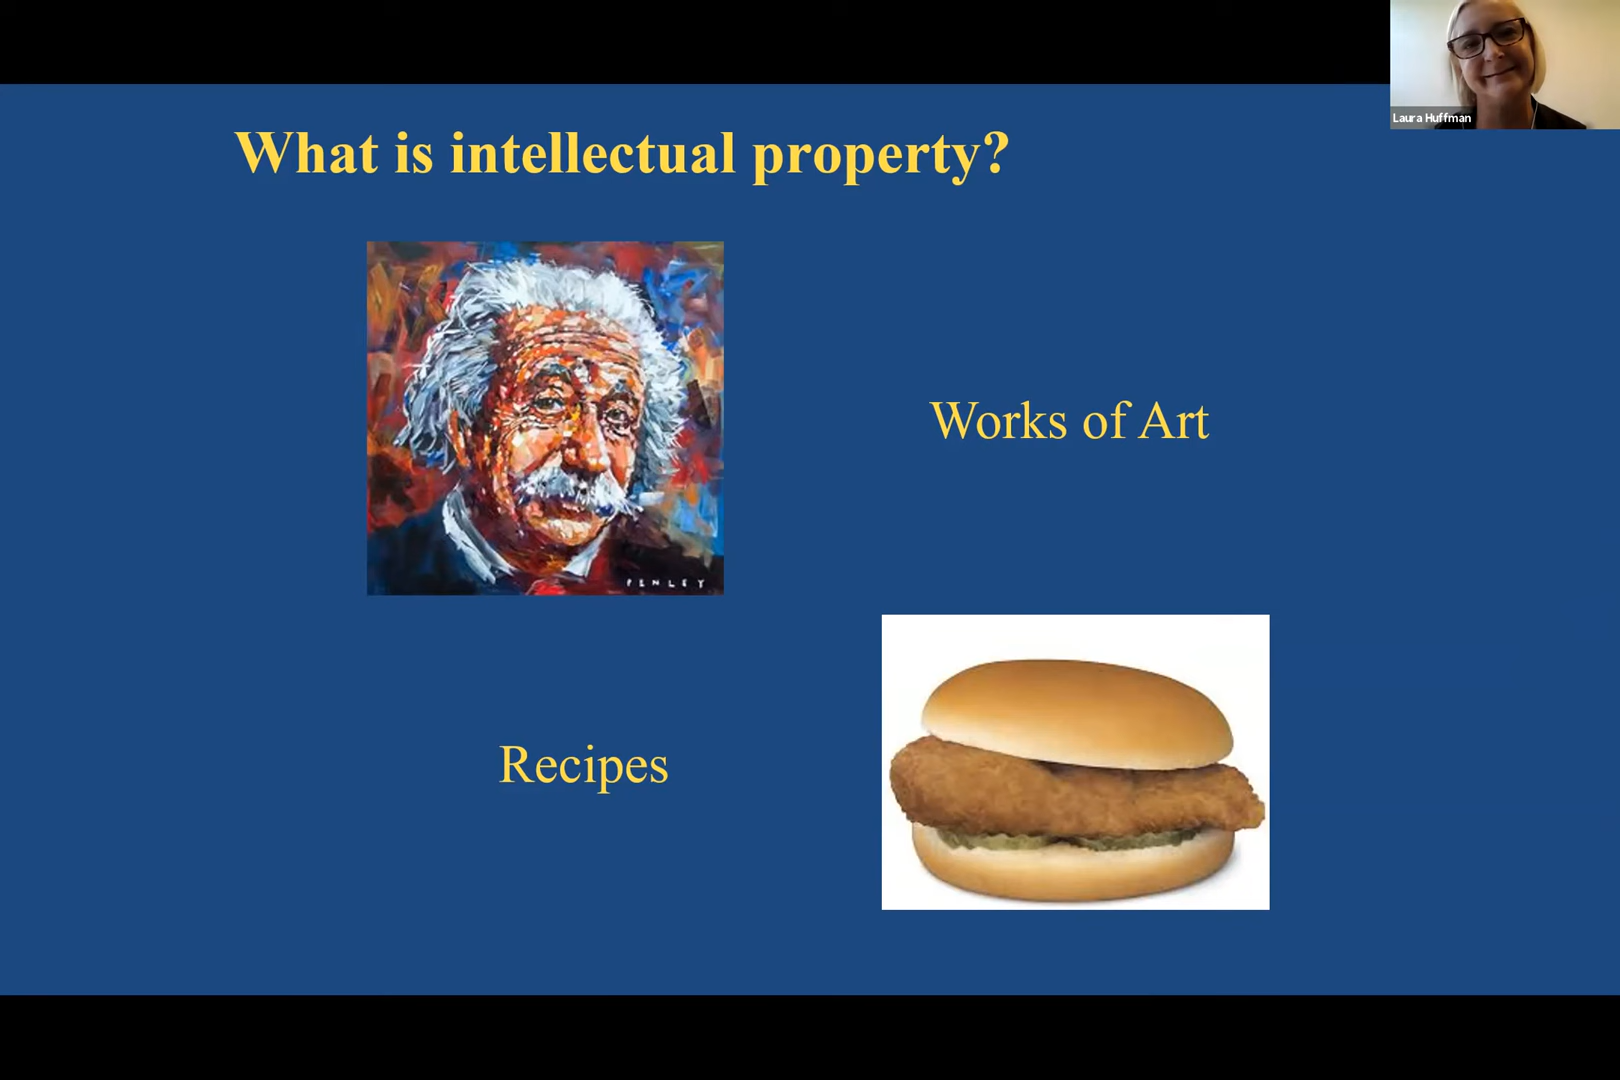 Laura Huffman
What is intellectual property?
PENLEY
Works of Art
Recipes